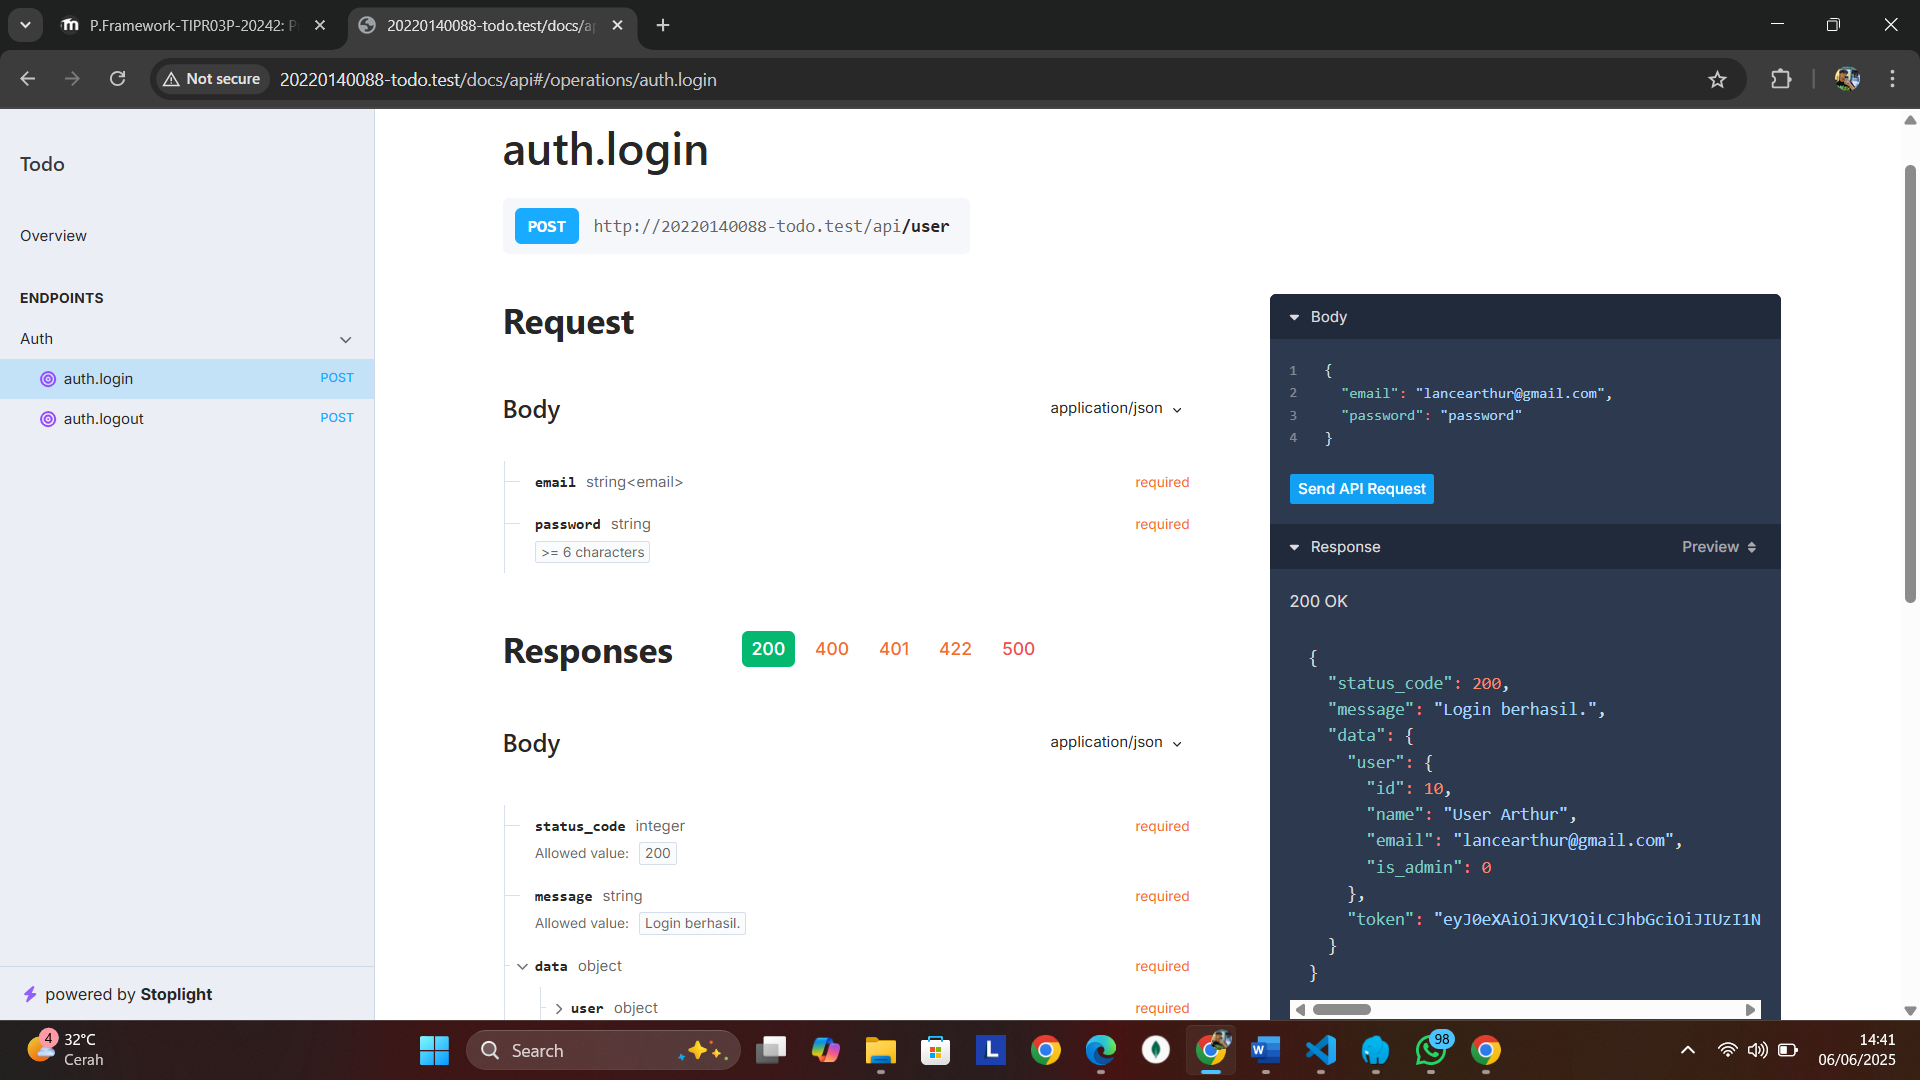 P.Framework-TIPR03P-20242: P
20220140088-todo.test/docs/a
Not secure
20220140088-todo.test/docs/api#/operations/auth.login
Todo
Overview
ENDPOINTS
Auth
auth.login POST
auth.logout POST
powered by Stoplight
auth.login
POST http://20220140088-todo.test/api/user
Request
Body application/json
email string<email> required
password string required
>= 6 characters
Responses 200 400 401 422 500
Body application/json
status_code integer required
Allowed value: 200
message string required
Allowed value: Login berhasil.
data object required
user object required
Body
1 {
2 "email": "lancearthur@gmail.com",
3 "password": "password"
4 }
Send API Request
Response Preview
200 OK
{
"status_code": 200,
"message": "Login berhasil.",
"data": {
"user": {
"id": 10,
"name": "User Arthur",
"email": "lancearthur@gmail.com",
"is_admin": 0
},
"token": "eyJ0eXAiOiJKV1QiLCJhbGciOiJIUzI1N
}
}
4
32°C
Cerah
Search
L
W
98
14:41
06/06/2025